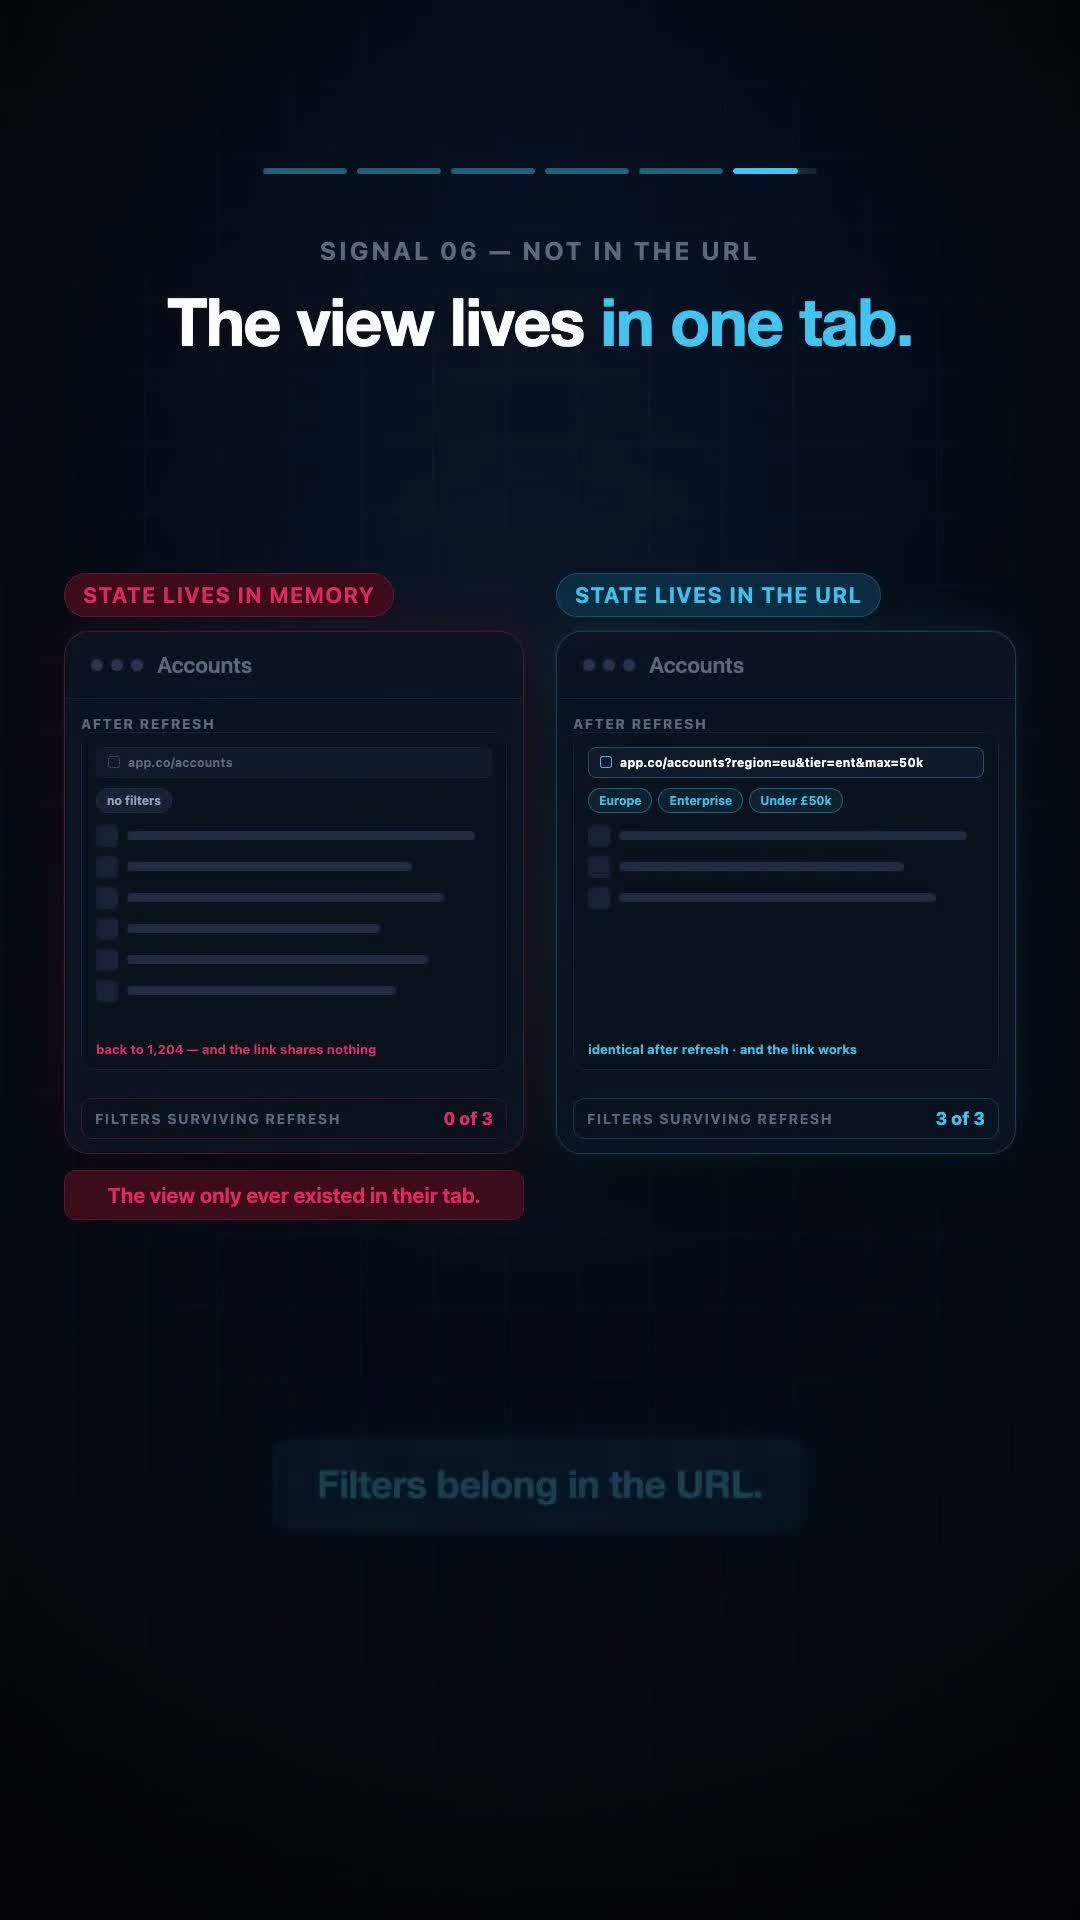 SIGNAL 06 — NOT IN THE URL
The view lives in one tab.
STATE LIVES IN MEMORY
Accounts
AFTER REFRESH
app.co/accounts
no filters
back to 1,204 — and the link shares nothing
FILTERS SURVIVING REFRESH 0 of 3
The view only ever existed in their tab.
STATE LIVES IN THE URL
Accounts
AFTER REFRESH
app.co/accounts?region=eu&tier=ent&max=50k
Europe Enterprise Under £50k
identical after refresh · and the link works
FILTERS SURVIVING REFRESH 3 of 3
Filters belong in the URL.